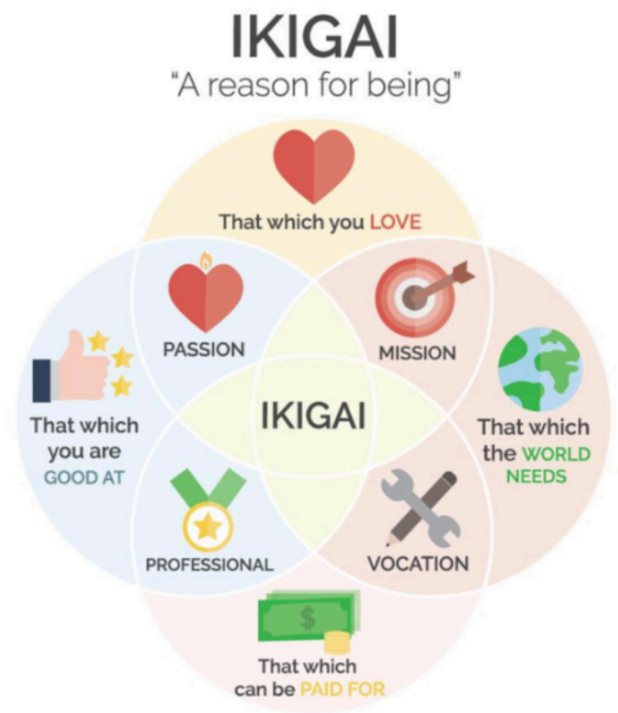 IKIGAI
“A reason for being”
That which you LOVE
PASSION
MISSION
IKIGAI
That which
you are
GOOD AT
That which
the WORLD
NEEDS
PROFESSIONAL
VOCATION
$
That which
can be PAID FOR